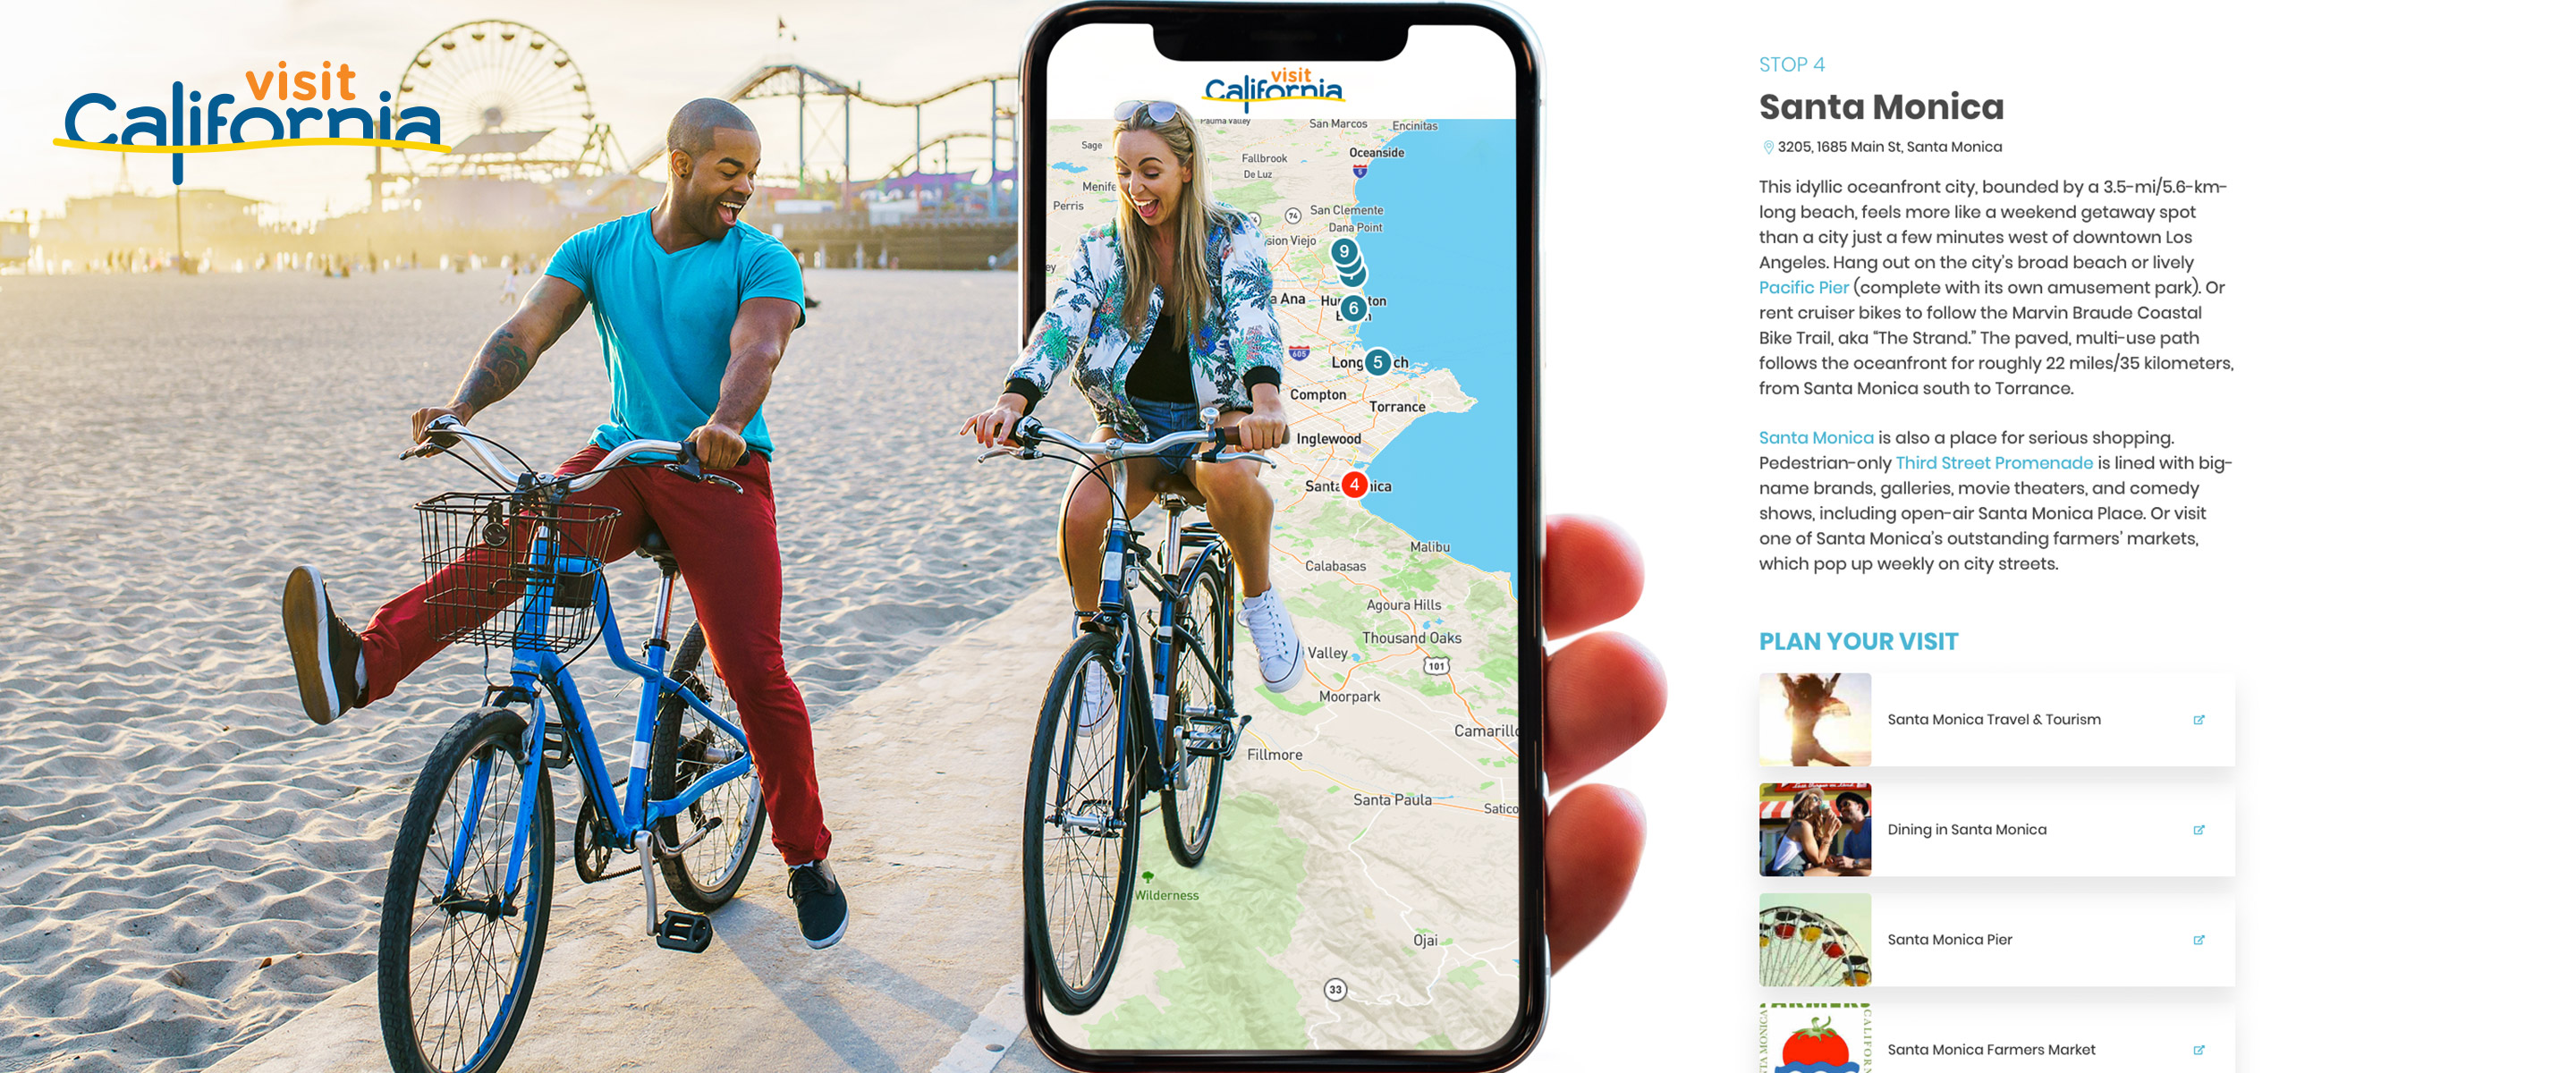 visit
California
visit
California
Pauma Valley
San Marcos
Encinitas
Sage
Oceanside
Fallbrook
De Luz
5
Menife
Perris
74
San Clemente
Dana Point
sion Viejo
9
ey
a Ana
Hun
ton
6
605
Long
5
ch
Compton
Torrance
Inglewood
Santa
4
nica
Malibu
Calabasas
Agoura Hills
Thousand Oaks
Valley
101
Moorpark
Camarillo
Fillmore
Santa Paula
Satico
Wilderness
Ojai
33
STOP 4
Santa Monica
3205, 1685 Main St, Santa Monica
This idyllic oceanfront city, bounded by a 3.5-mi/5.6-km-
long beach, feels more like a weekend getaway spot
than a city just a few minutes west of downtown Los
Angeles. Hang out on the city's broad beach or lively
Pacific Pier (complete with its own amusement park). Or
rent cruiser bikes to follow the Marvin Braude Coastal
Bike Trail, aka “The Strand.” The paved, multi-use path
follows the oceanfront for roughly 22 miles/35 kilometers,
from Santa Monica south to Torrance.
Santa Monica is also a place for serious shopping.
Pedestrian-only Third Street Promenade is lined with big-
name brands, galleries, movie theaters, and comedy
shows, including open-air Santa Monica Place. Or visit
one of Santa Monica's outstanding farmers' markets,
which pop up weekly on city streets.
PLAN YOUR VISIT
Santa Monica Travel & Tourism
Dining in Santa Monica
Santa Monica Pier
Santa Monica Farmers Market